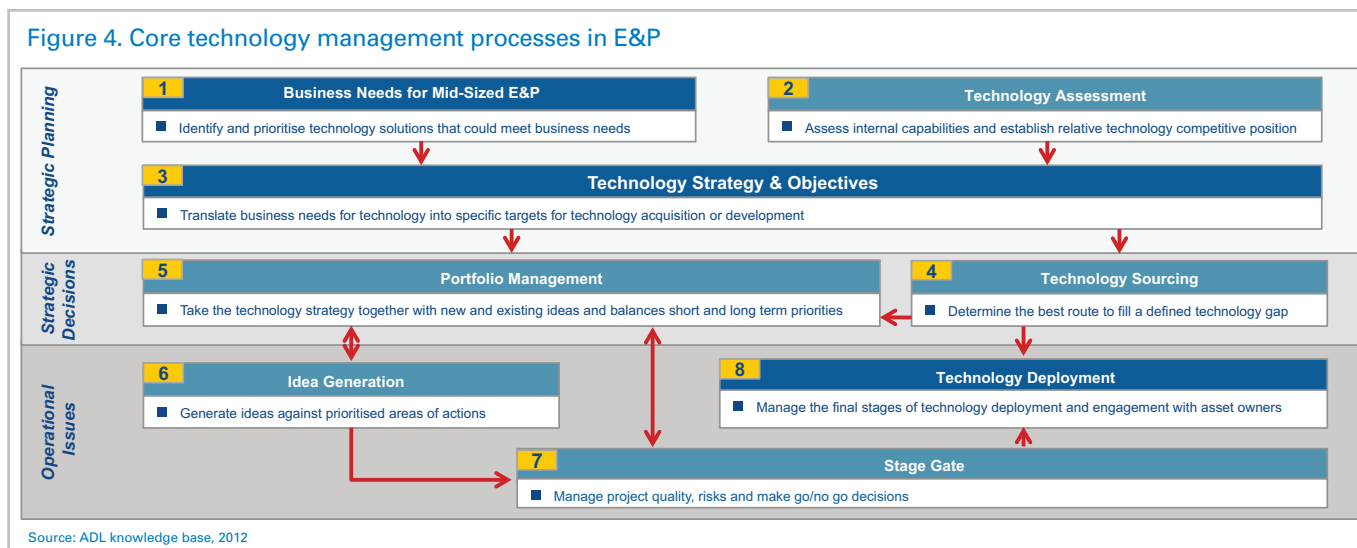 Figure 4. Core technology management processes in E&P
Strategic Planning
1
Business Needs for Mid-Sized E&P
Identify and prioritise technology solutions that could meet business needs
2
Technology Assessment
Assess internal capabilities and establish relative technology competitive position
3
Technology Strategy & Objectives
Translate business needs for technology into specific targets for technology acquisition or development
Strategic
Decisions
5
Portfolio Management
Take the technology strategy together with new and existing ideas and balances short and long term priorities
4
Technology Sourcing
Determine the best route to fill a defined technology gap
Operational
Issues
6
Idea Generation
Generate ideas against prioritised areas of actions
8
Technology Deployment
Manage the final stages of technology deployment and engagement with asset owners
7
Stage Gate
Manage project quality, risks and make go/no go decisions
Source: ADL knowledge base, 2012